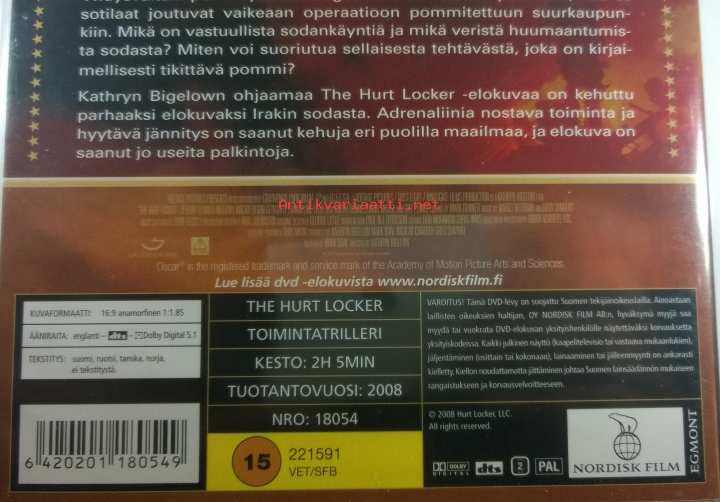 sotilaat joutuvat vaikeaan operaatioon pommitettuun suurkaupun-
kiin. Mikä on vastuullista sodankäyntiä ja mikä veristä huumaantumis-
ta sodasta? Miten voi suoriutua sellaisesta tehtävästä, joka on kirjai-
mellisesti tikittävä pommi?
Kathryn Bigelown ohjaamaa The Hurt Locker -elokuvaa on kehuttu
parhaaksi elokuvaksi Irakin sodasta. Adrenaliinia nostava toiminta ja
hyytävä jännitys on saanut kehuja eri puolilla maailmaa, ja elokuva on
saanut jo useita palkintoja.
Antikvariaatti.net
Oscar® is the registered trademark and service mark of the Academy of Motion Picture Arts and Sciences.
Lue lisää dvd -elokuvista www.nordiskfilm.fi
KUVAFORMAATTI: 16:9 anamorfinen 1:1.85
ÄÄNIRAITA: englanti - dts - Dolby Digital 5.1
TEKSTITYS: suomi, ruotsi, tanska, norja,
ei tekstitystä.
THE HURT LOCKER
TOIMINTATRILLERI
KESTO: 2H 5MIN
TUOTANTOVUOSI: 2008
NRO: 18054
15 221591
VET/SFB
6 420201 180549
VAROITUS! Tämä DVD-levy on suojattu Suomen tekijänoikeuslailla. Ainoastaan
laillisten oikeuksien haltijan, OY NORDISK FILM AB:n, hyväksymä myyjä saa
myydä tai vuokrata DVD-elokuvan yksityishenkilölle näytettäväksi korvauksetta
yksityiskodeissa. Kaikki julkinen näyttö (kaapelitelevisio tai vastaava mukaanlukien),
jäljentäminen (osittain tai kokonaan), lainaaminen tai jälleenmyynti on ankarasti
kielletty. Kiellon noudattamatta jättäminen johtaa Suomen lainsäädännön mukaiseen
rangaistukseen ja korvausvelvoitteeseen.
© 2008 Hurt Locker, LLC.
All rights reserved.
DOLBY DIGITAL dts 2 PAL
NORDISK FILM
EGMONT